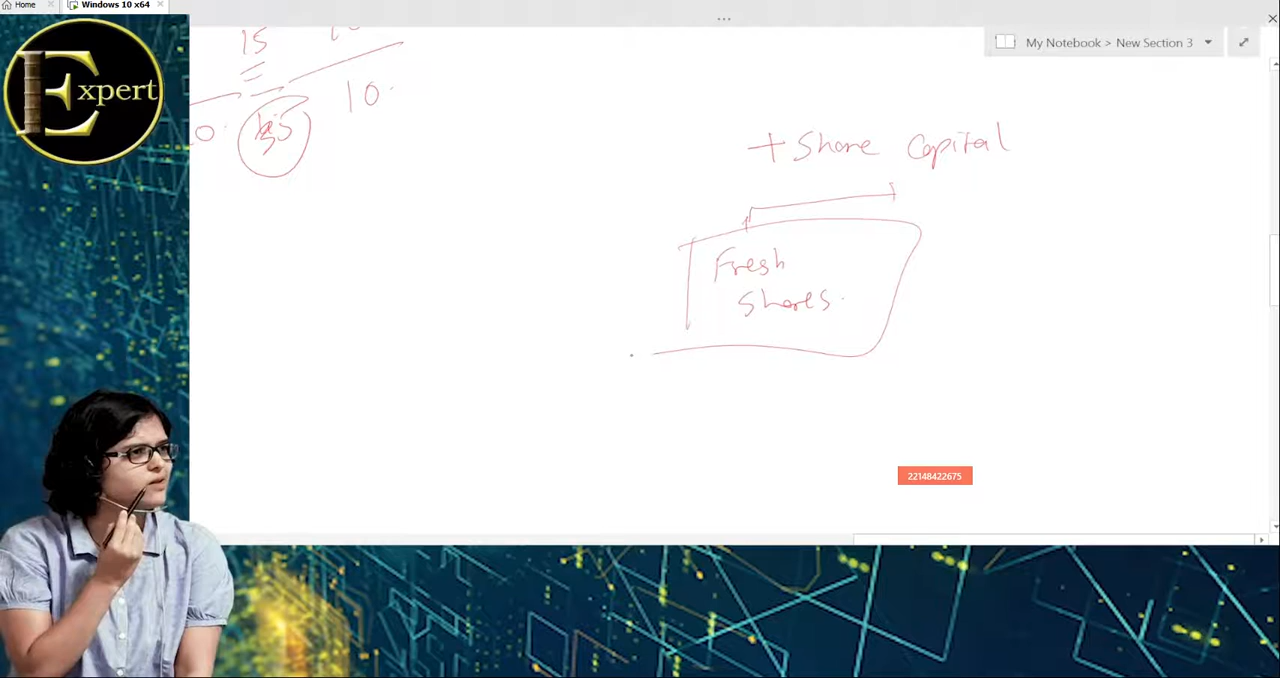 Home
Windows 10 x64
Expert
My Notebook > New Section 3
15
10.
+ Share Capital
Fresh
Shares.
22148422675